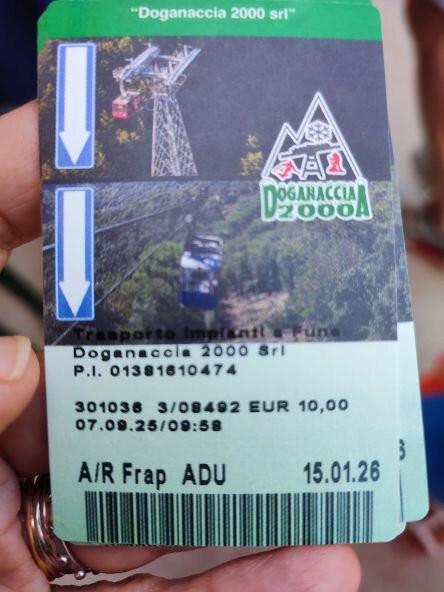 "Doganaccia 2000 srl"
DOGANACCIA
2000
Trasporto Impianti a Fune
Doganaccia 2000 Srl
P.I. 01381610474
301036 3/08492 EUR 10,00
07.09.25/09:58
A/R Frap ADU 15.01.26